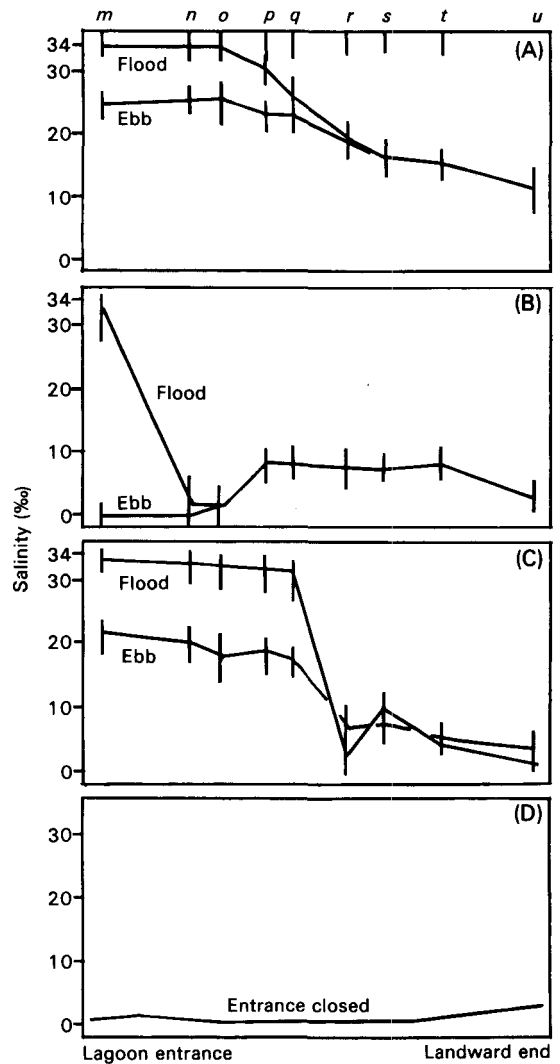 m n o p q r s t u
(A)
34
30
20
10
0
Flood
Ebb
(B)
34
30
20
10
0
Flood
Ebb
Salinity (‰)
(C)
34
30
20
10
0
Flood
Ebb
(D)
30
20
10
0
Entrance closed
Lagoon entrance Landward end